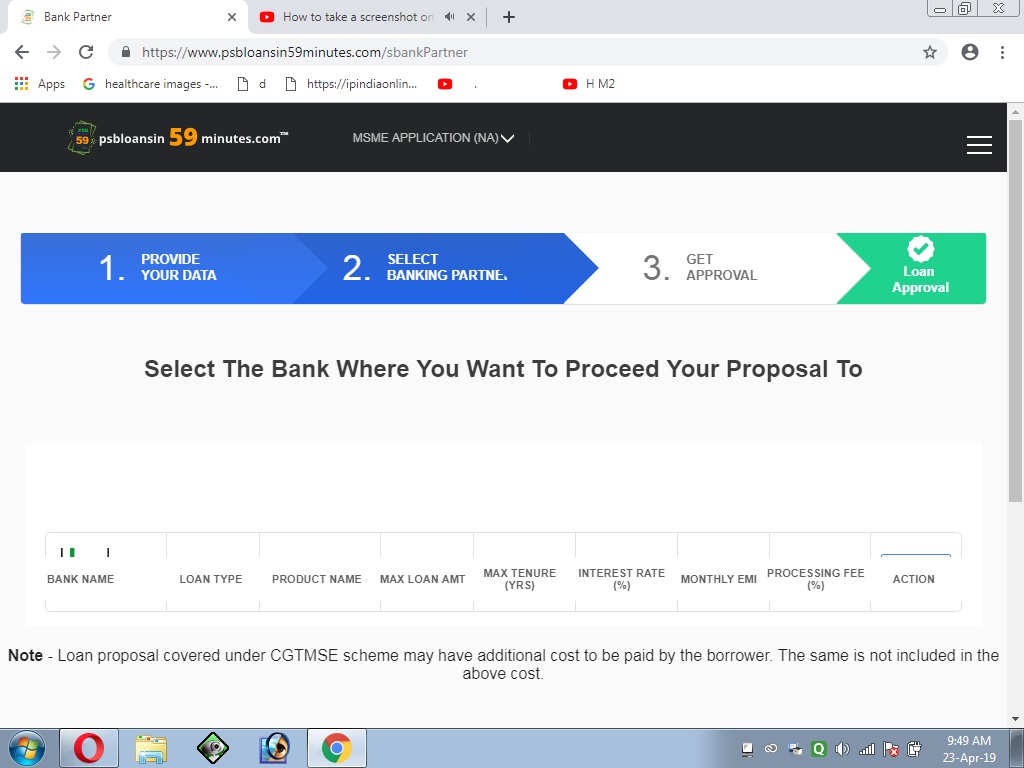 Bank Partner
How to take a screenshot on
https://www.psbloansin59minutes.com/sbankPartner
Apps
healthcare images -...
d
https://ipindiaonlin...
.
H M2
PSB
59
psbloansin 59 minutes.com™
MSME APPLICATION (NA)
1. PROVIDE
YOUR DATA
2. SELECT
BANKING
3. GET
APPROVAL
Loan
Approval
Select The Bank Where You Want To Proceed Your Proposal To
BANK NAME
LOAN TYPE
PRODUCT NAME
MAX LOAN AMT
MAX TENURE
(YRS)
INTEREST RATE
(%)
MONTHLY EMI
PROCESSING FEE
(%)
ACTION
Note - Loan proposal covered under CGTMSE scheme may have additional cost to be paid by the borrower. The same is not included in the
above cost.
9:49 AM
23-Apr-19